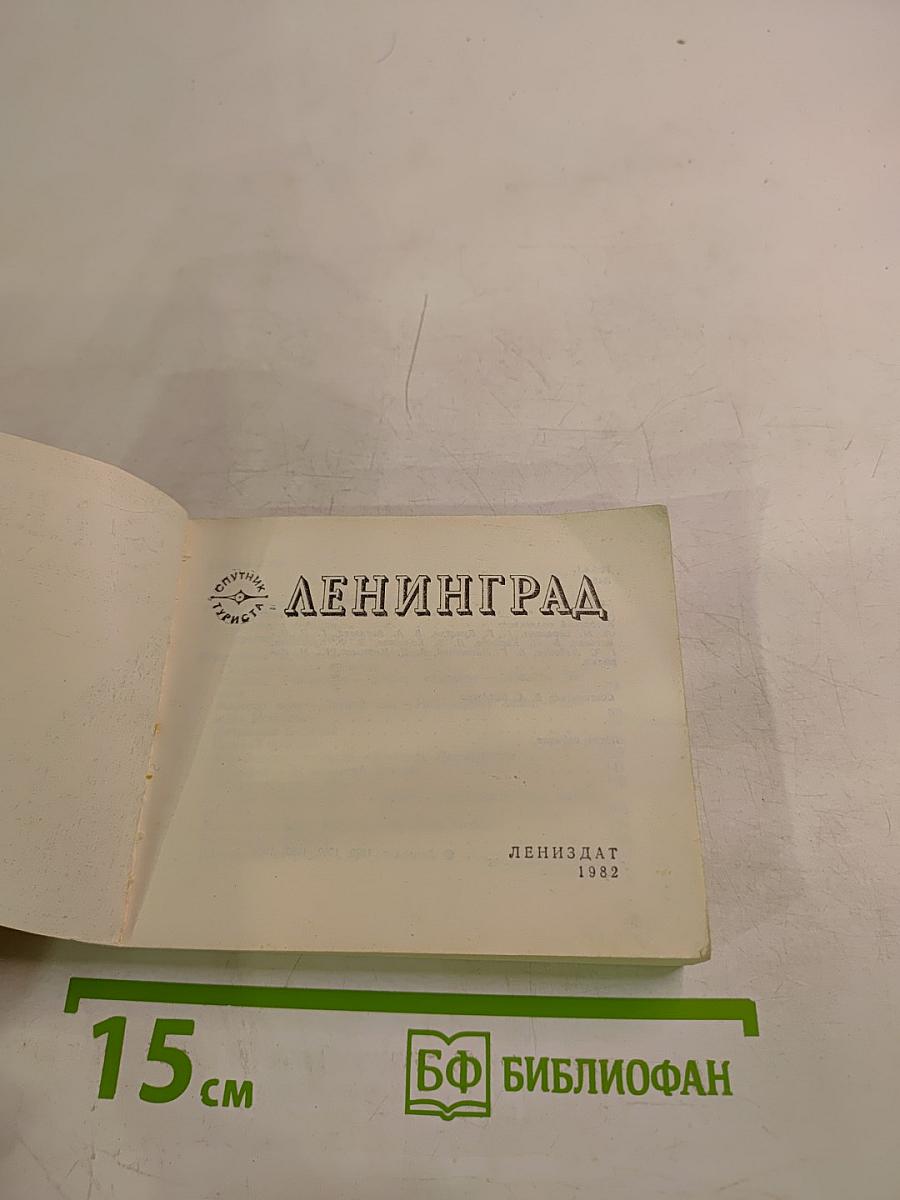 СПУТНИК
ТУРИСТА
ЛЕНИНГРАД
ЛЕНИЗДАТ
1982
15 см
БФ БИБЛИОФАН